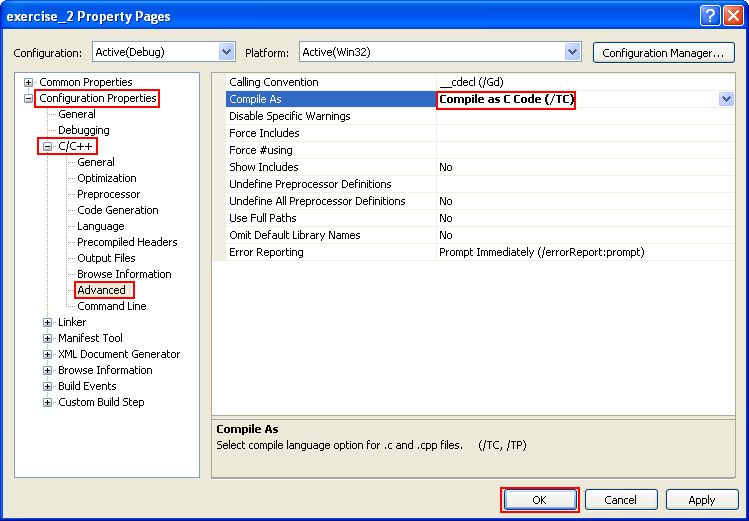 exercise_2 Property Pages
Configuration: Active(Debug) Platform: Active(Win32) Configuration Manager...
Common Properties
Configuration Properties
General
Debugging
C/C++
General
Optimization
Preprocessor
Code Generation
Language
Precompiled Headers
Output Files
Browse Information
Advanced
Command Line
Linker
Manifest Tool
XML Document Generator
Browse Information
Build Events
Custom Build Step
Calling Convention __cdecl (/Gd)
Compile As Compile as C Code (/TC)
Disable Specific Warnings
Force Includes
Force #using
Show Includes No
Undefine Preprocessor Definitions
Undefine All Preprocessor Definitions No
Use Full Paths No
Omit Default Library Names No
Error Reporting Prompt Immediately (/errorReport:prompt)
Compile As
Select compile language option for .c and .cpp files. (/TC, /TP)
OK Cancel Apply